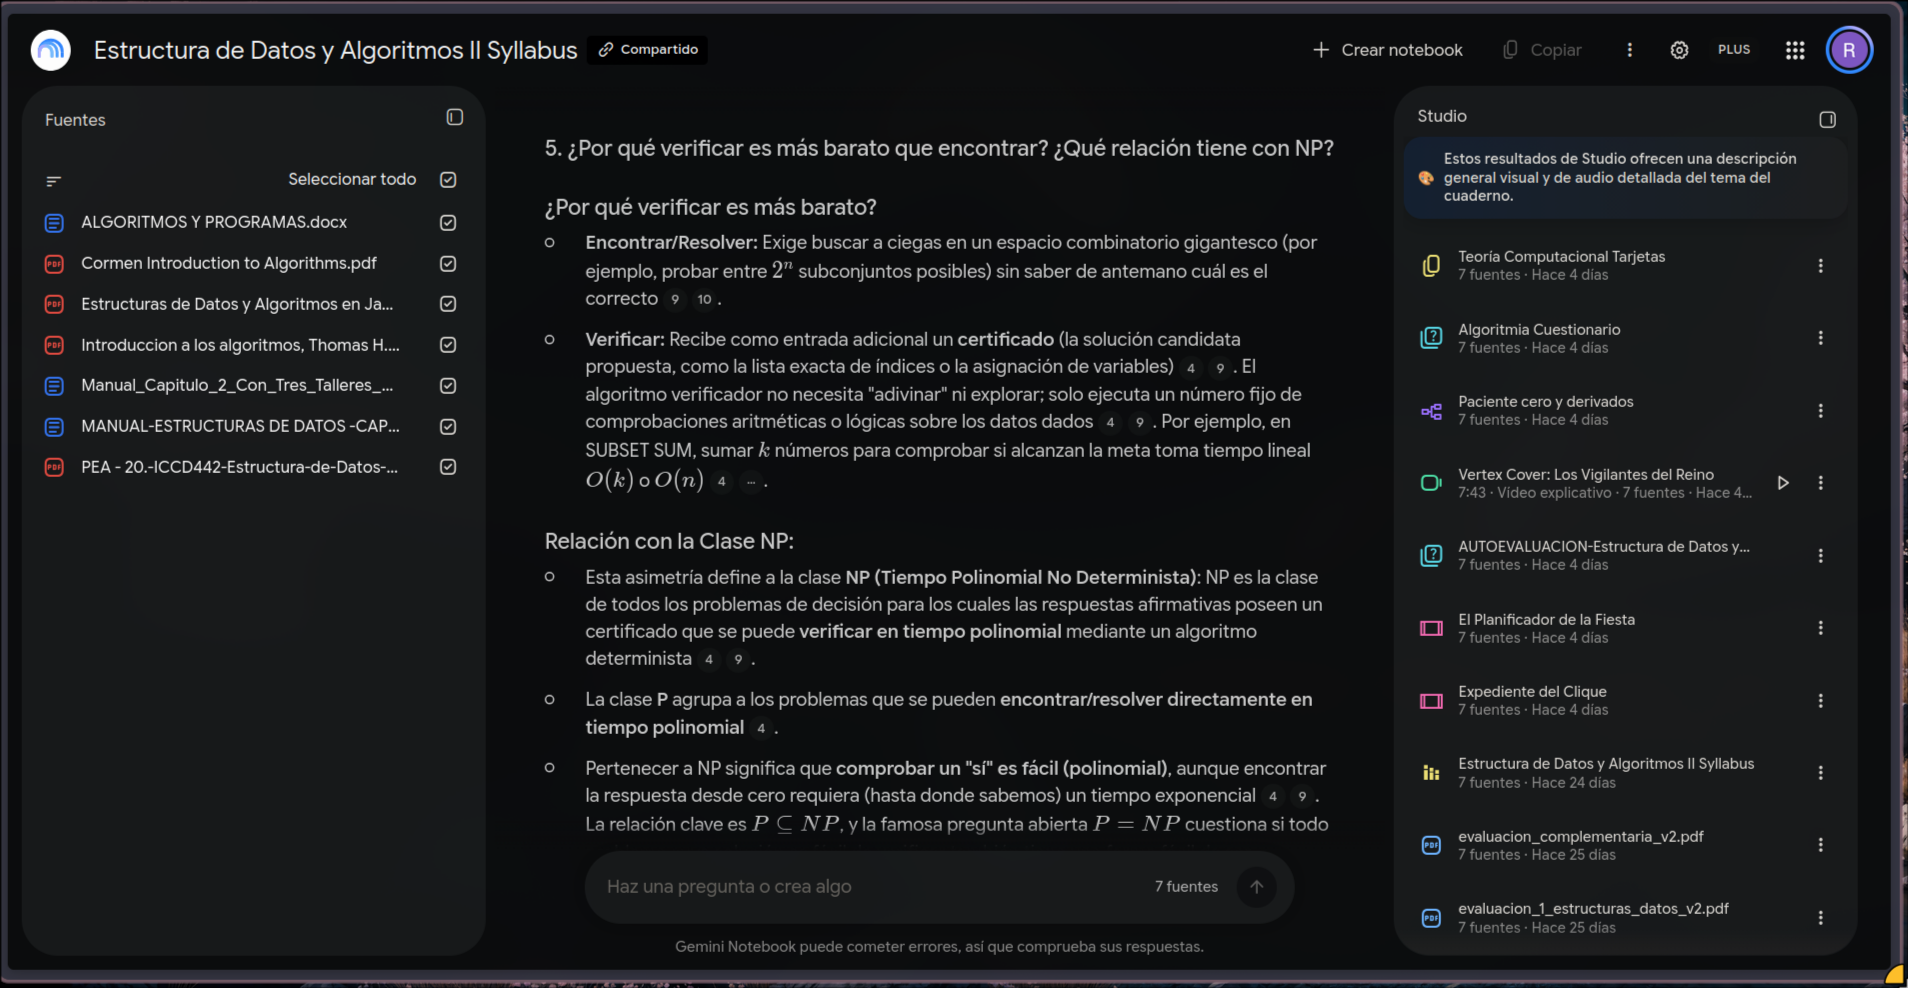 Estructura de Datos y Algoritmos II Syllabus
Compartido
Crear notebook
Copiar
PLUS
R
Fuentes
Seleccionar todo
ALGORITMOS Y PROGRAMAS.docx
Cormen Introduction to Algorithms.pdf
Estructuras de Datos y Algoritmos en Ja...
Introduccion a los algoritmos, Thomas H....
Manual_Capitulo_2_Con_Tres_Talleres_...
MANUAL-ESTRUCTURAS DE DATOS -CAP...
PEA - 20.-ICCD442-Estructura-de-Datos-...
5. ¿Por qué verificar es más barato que encontrar? ¿Qué relación tiene con NP?
¿Por qué verificar es más barato?
Encontrar/Resolver: Exige buscar a ciegas en un espacio combinatorio gigantesco (por
ejemplo, probar entre 2ⁿ subconjuntos posibles) sin saber de antemano cuál es el
correcto 9 10 .
Verificar: Recibe como entrada adicional un certificado (la solución candidata
propuesta, como la lista exacta de índices o la asignación de variables) 4 9 . El
algoritmo verificador no necesita "adivinar" ni explorar; solo ejecuta un número fijo de
comprobaciones aritméticas o lógicas sobre los datos dados 4 9 . Por ejemplo, en
SUBSET SUM, sumar k números para comprobar si alcanzan la meta toma tiempo lineal
O(k) o O(n) 4 ... .
Relación con la Clase NP:
Esta asimetría define a la clase NP (Tiempo Polinomial No Determinista): NP es la clase
de todos los problemas de decisión para los cuales las respuestas afirmativas poseen un
certificado que se puede verificar en tiempo polinomial mediante un algoritmo
determinista 4 9 .
La clase P agrupa a los problemas que se pueden encontrar/resolver directamente en
tiempo polinomial 4 .
Pertenecer a NP significa que comprobar un "sí" es fácil (polinomial), aunque encontrar
la respuesta desde cero requiera (hasta donde sabemos) un tiempo exponencial 4 9 .
La relación clave es P ⊆ NP, y la famosa pregunta abierta P = NP cuestiona si todo
Haz una pregunta o crea algo
7 fuentes
Gemini Notebook puede cometer errores, así que comprueba sus respuestas.
Studio
Estos resultados de Studio ofrecen una descripción
general visual y de audio detallada del tema del
cuaderno.
Teoría Computacional Tarjetas
7 fuentes · Hace 4 días
Algoritmia Cuestionario
7 fuentes · Hace 4 días
Paciente cero y derivados
7 fuentes · Hace 4 días
Vertex Cover: Los Vigilantes del Reino
7:43 · Vídeo explicativo · 7 fuentes · Hace 4...
AUTOEVALUACION-Estructura de Datos y...
7 fuentes · Hace 4 días
El Planificador de la Fiesta
7 fuentes · Hace 4 días
Expediente del Clique
7 fuentes · Hace 4 días
Estructura de Datos y Algoritmos II Syllabus
7 fuentes · Hace 24 días
evaluacion_complementaria_v2.pdf
7 fuentes · Hace 25 días
evaluacion_1_estructuras_datos_v2.pdf
7 fuentes · Hace 25 días